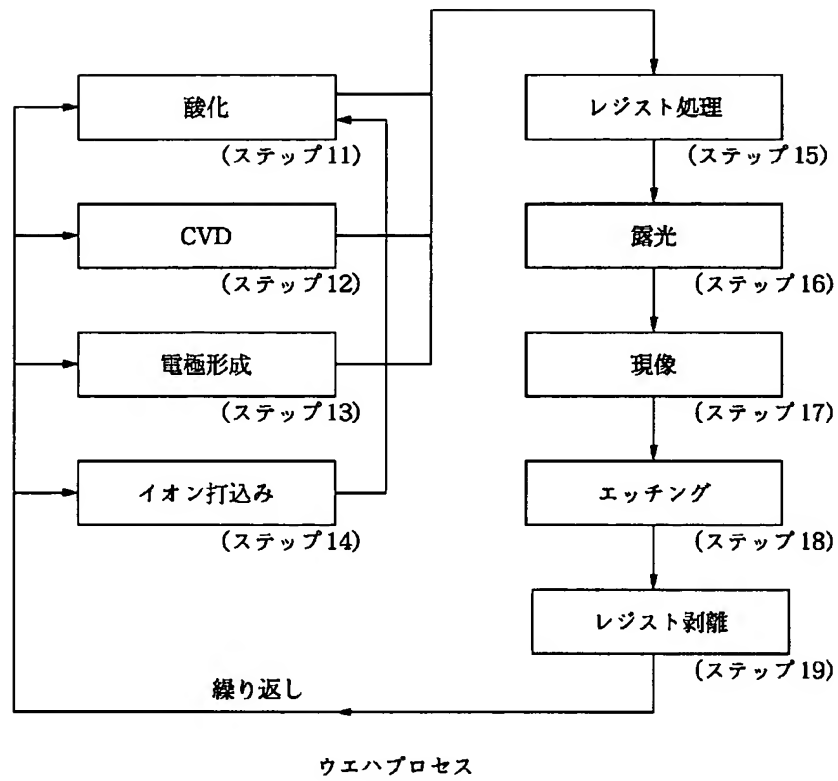 酸化
(ステップ11)
CVD
(ステップ12)
電極形成
(ステップ13)
イオン打込み
(ステップ14)
レジスト処理
(ステップ15)
露光
(ステップ16)
現像
(ステップ17)
エッチング
(ステップ18)
レジスト剥離
(ステップ19)
繰り返し
ウエハプロセス